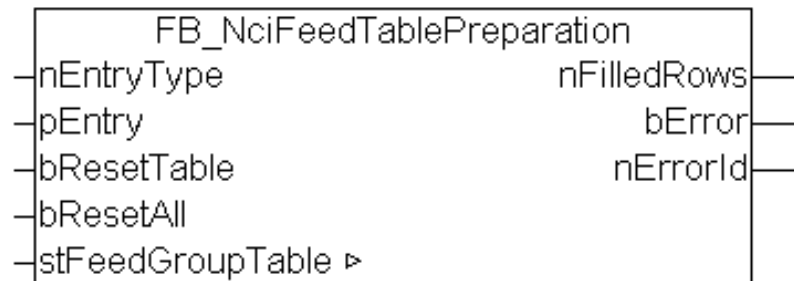 FB_NciFeedTablePreparation
nEntryType nFilledRows
pEntry bError
bResetTable nErrorId
bResetAll
stFeedGroupTable ▹